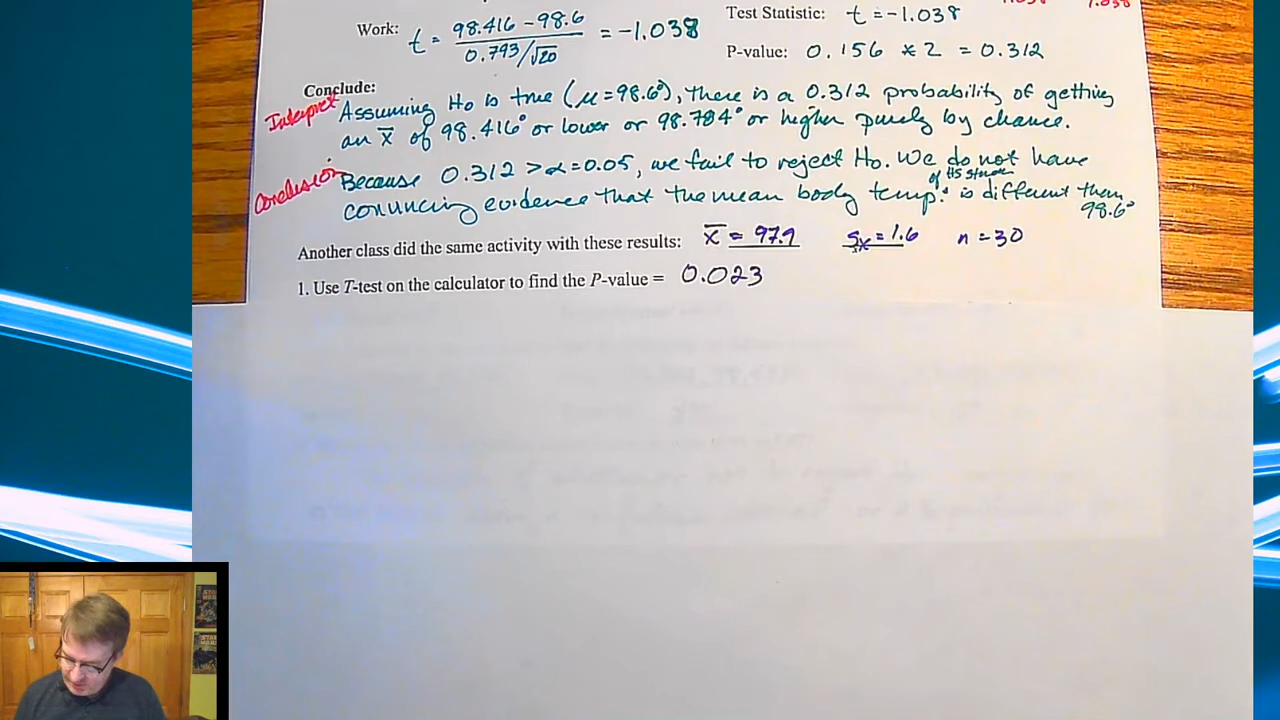 Work: t = 98.416 - 98.6 / 0.793/√20 = -1.038
Test Statistic: t = -1.038
P-value: 0.156 * 2 = 0.312
Conclude:
Interpret
Assuming Ho is true (μ = 98.6°), there is a 0.312 probability of getting
an x̄ of 98.416° or lower or 98.784° or higher purely by chance.
Conclusion
Because 0.312 > α = 0.05, we fail to reject Ho. We do not have
convincing evidence that the mean body temp. of HS students is different than
98.6°
Another class did the same activity with these results: x̄ = 97.9 Sx = 1.6 n = 30
1. Use T-test on the calculator to find the P-value = 0.023